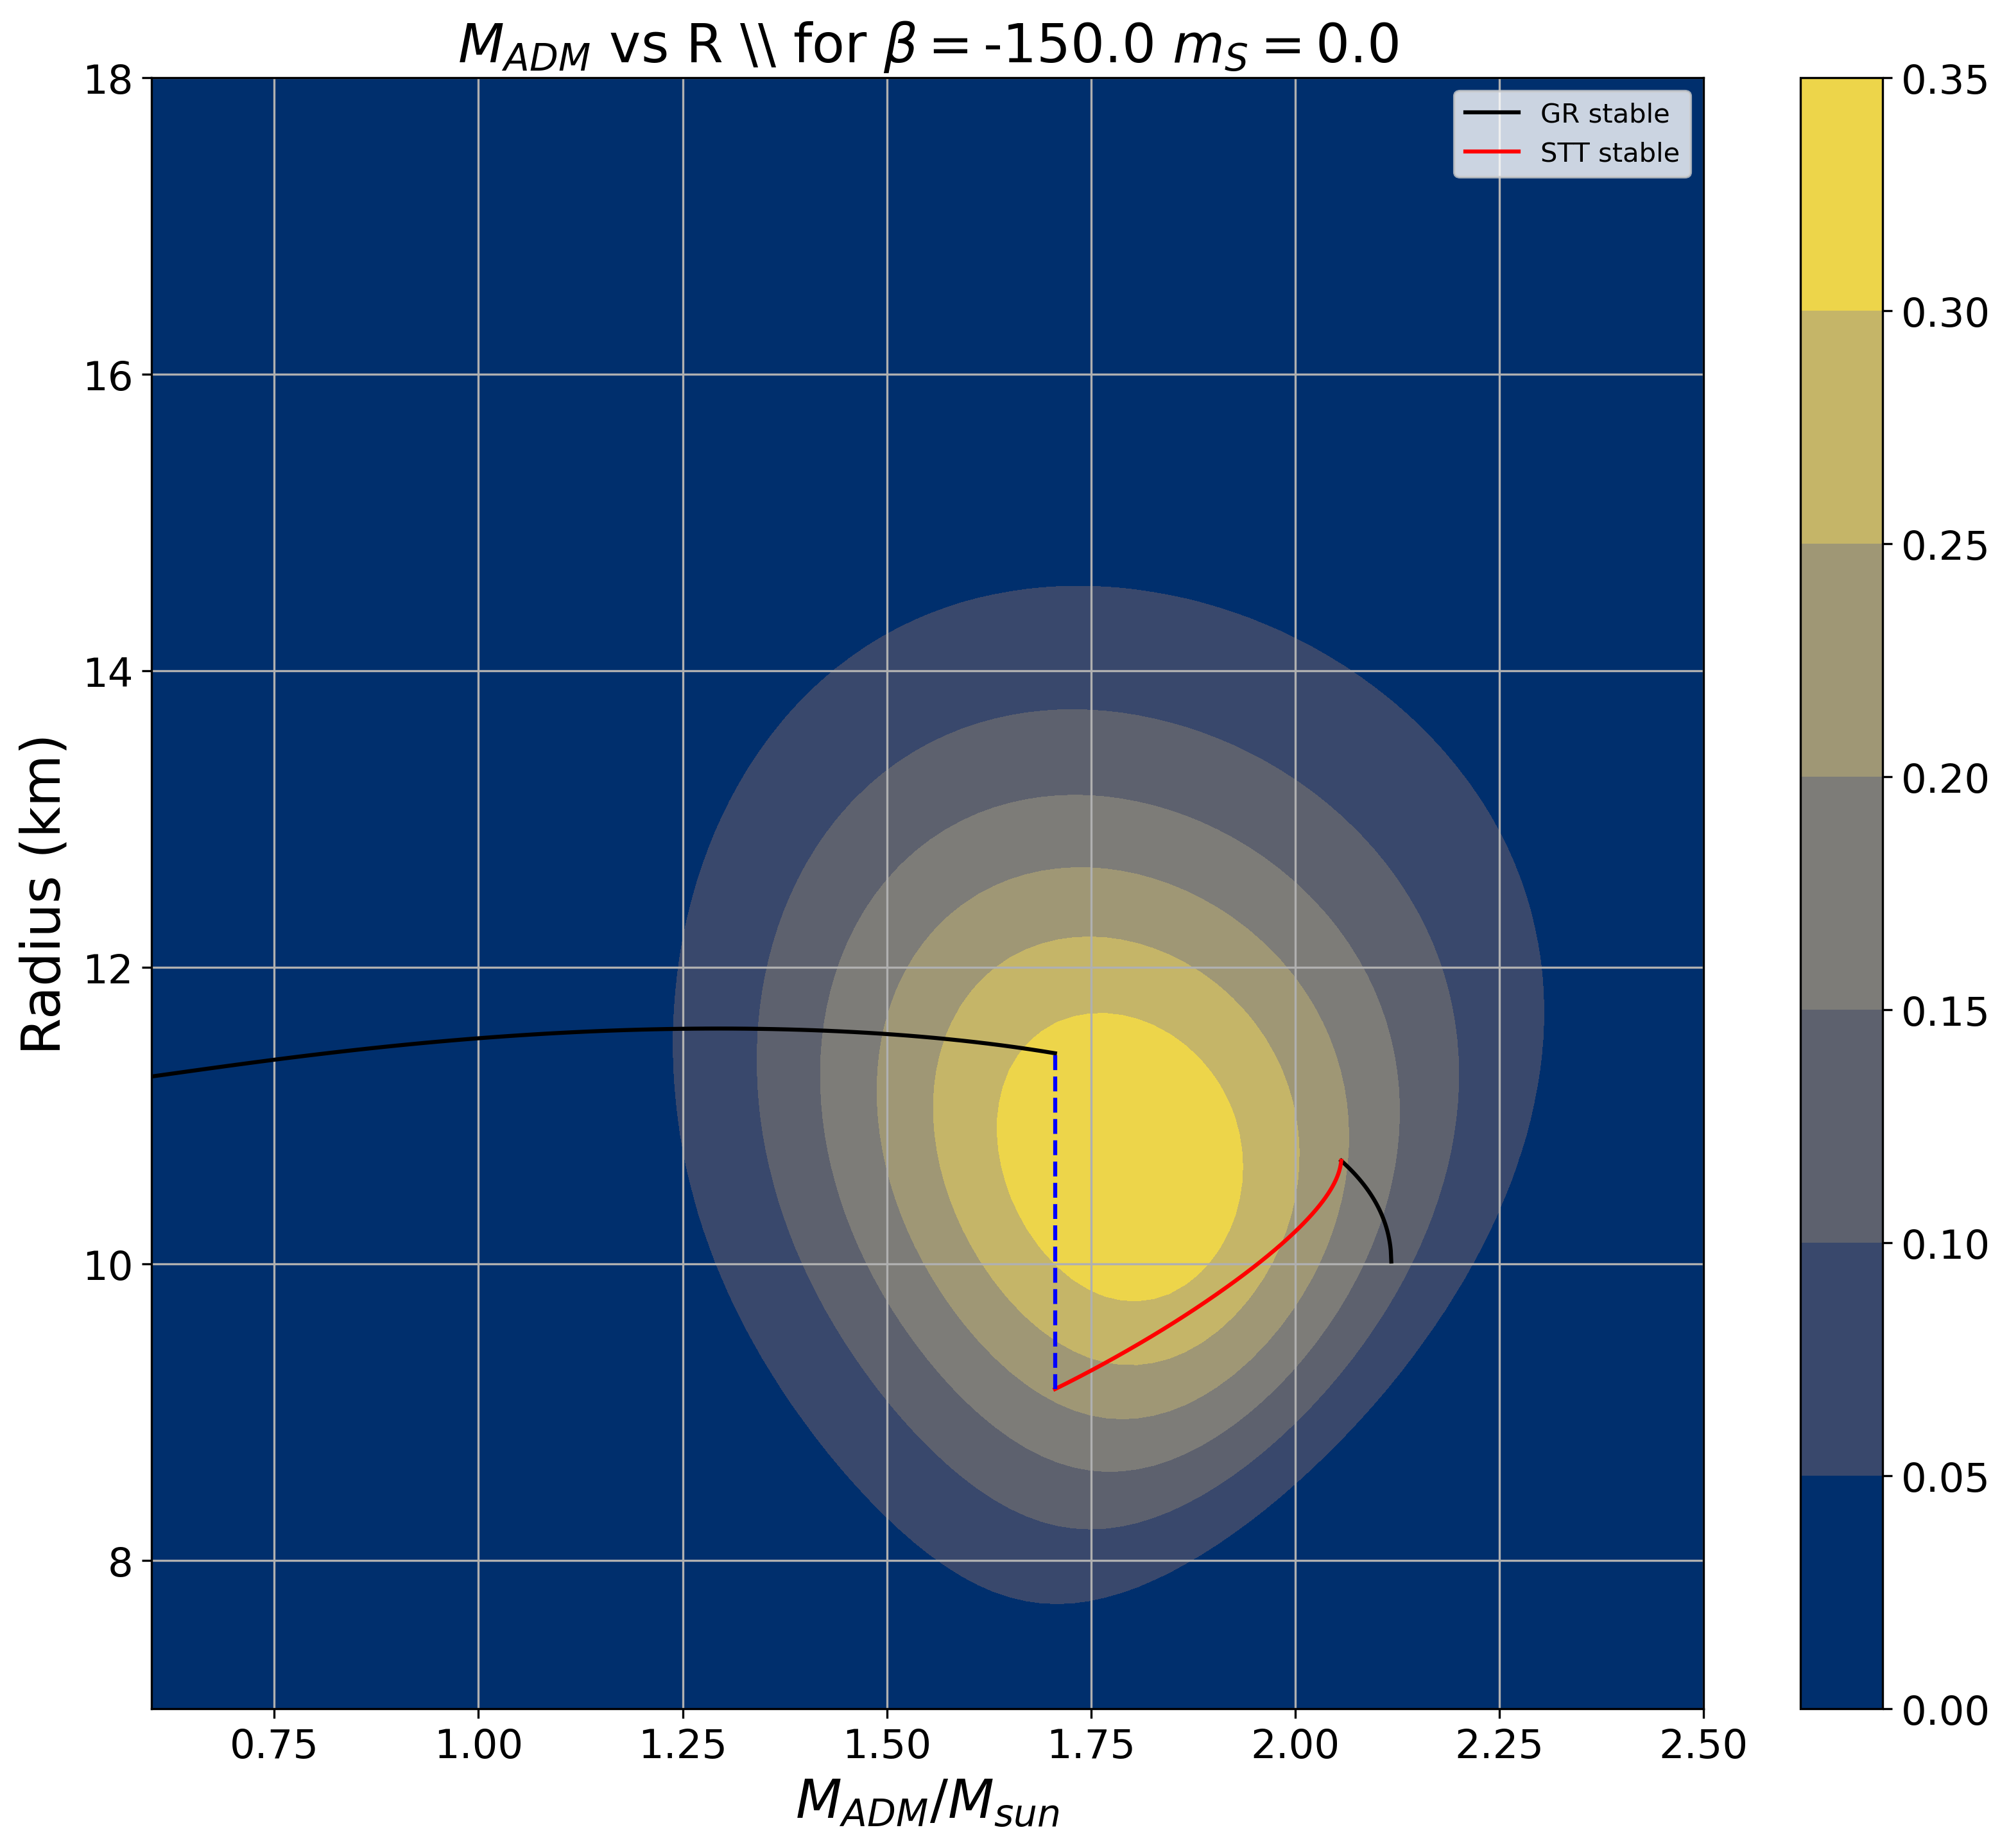 M_ADM vs R \\ for β = -150.0 m_S = 0.0
GR stable
STT stable
Radius (km)
18
16
14
12
10
8
0.75 1.00 1.25 1.50 1.75 2.00 2.25 2.50
M_ADM/M_sun
0.35
0.30
0.25
0.20
0.15
0.10
0.05
0.00